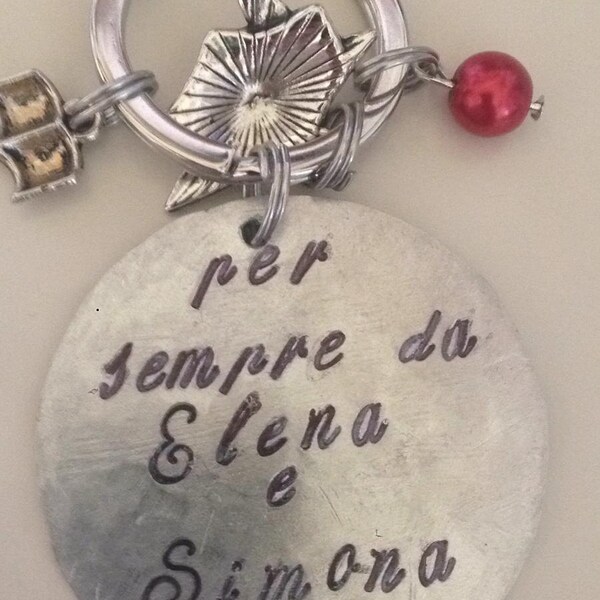 per
sempre da
Elena
e
Simona